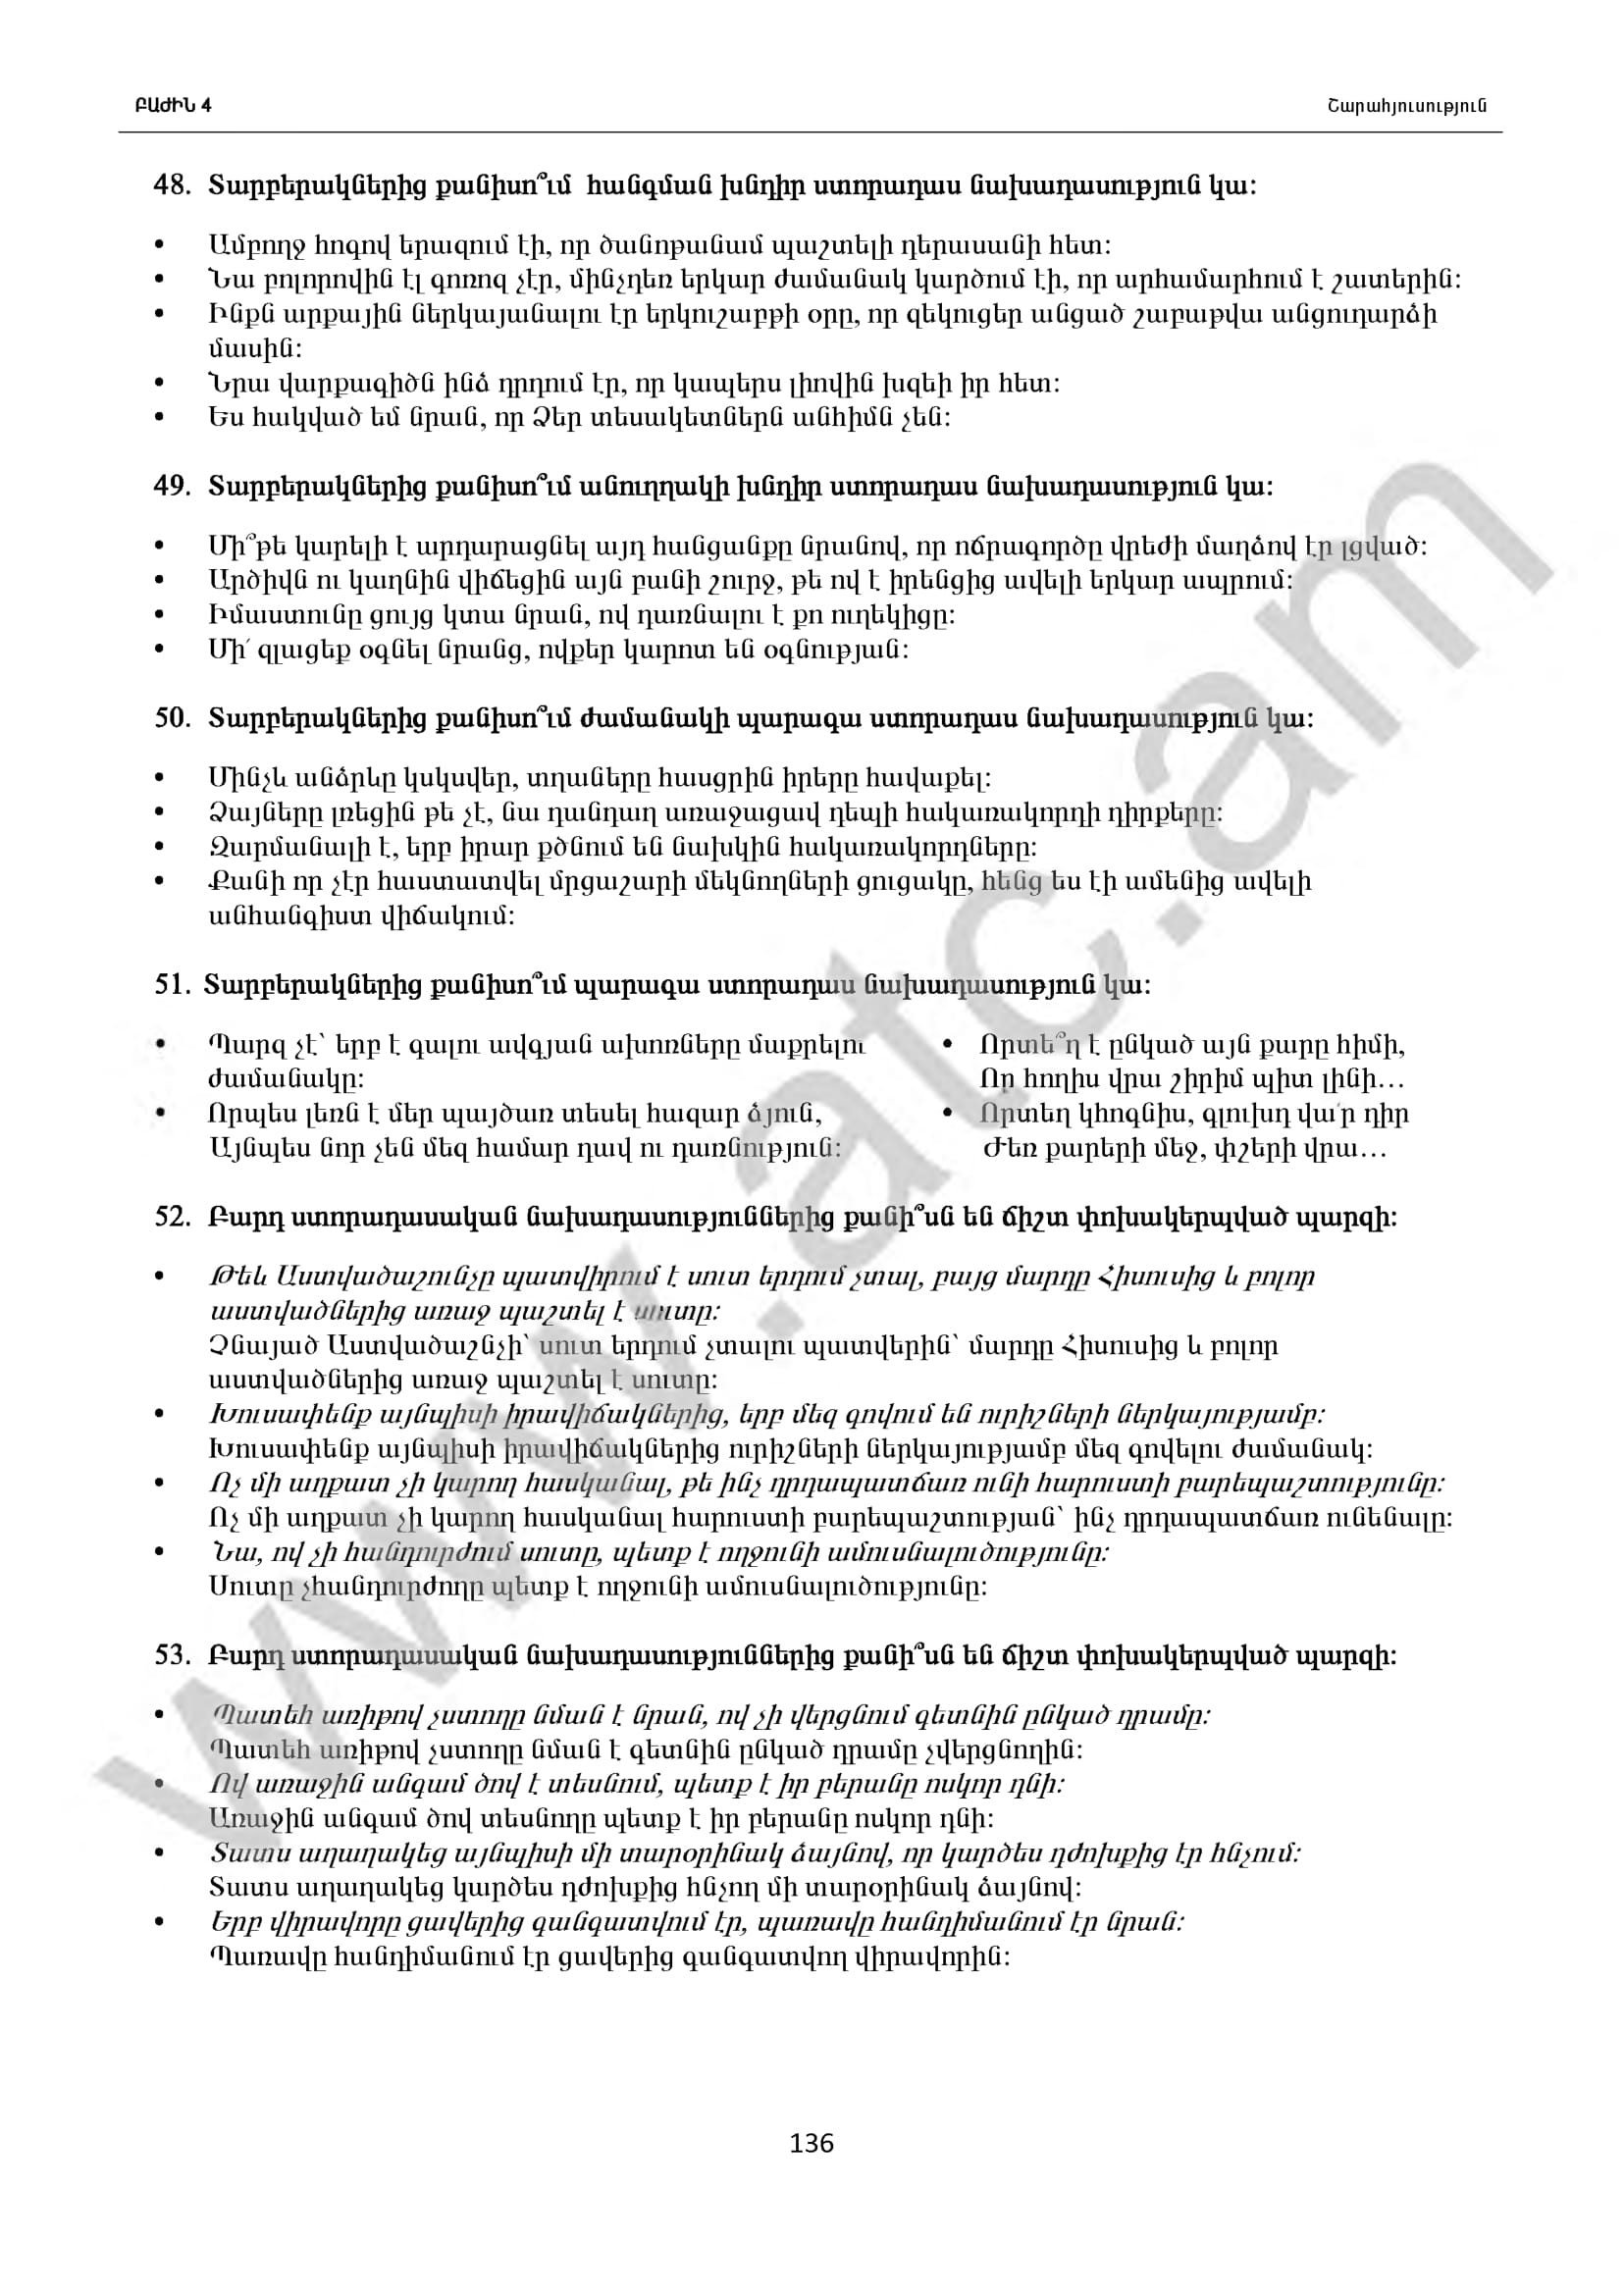 ԲԱԺԻՆ 4
Շարահյուսություն
48. Տարբերակներից քանիսո՞ւմ հանգման խնդիր ստորադաս նախադասություն կա:
• Ամբողջ հոգով երազում էի, որ ծանոթանամ պաշտելի դերասանի հետ:
• Նա բոլորովին էլ գոռոզ չէր, մինչդեռ երկար ժամանակ կարծում էի, որ արհամարհում է շատերին:
• Ինքն արքային ներկայանալու էր երկուշաբթի օրը, որ զեկուցեր անցած շաբաթվա անցուդարձի
մասին:
• Նրա վարքագիծն ինձ դրդում էր, որ կապերս լիովին խզեի իր հետ:
• Ես հակված եմ նրան, որ Ձեր տեսակետներն անհիմն չեն:
49. Տարբերակներից քանիսո՞ւմ անուղղակի խնդիր ստորադաս նախադասություն կա:
• Մի՞թե կարելի է արդարացնել այդ հանցանքը նրանով, որ ոճրագործը վրեժի մաղձով էր լցված:
• Արծիվն ու կաղնին վիճեցին այն բանի շուրջ, թե ով է իրենցից ավելի երկար ապրում:
• Իմաստունը ցույց կտա նրան, ով դառնալու է քո ուղեկիցը:
• Մի՛ զլացեք օգնել նրանց, ովքեր կարոտ են օգնության:
50. Տարբերակներից քանիսո՞ւմ ժամանակի պարագա ստորադաս նախադասություն կա:
• Մինչև անձրևը կսկսվեր, տղաները հասցրին իրերը հավաքել:
• Ձայները լռեցին թե չէ, նա դանդաղ առաջացավ դեպի հակառակորդի դիրքերը:
• Զարմանալի է, երբ իրար քծնում են նախկին հակառակորդները:
• Քանի որ չէր հաստատվել մրցաշարի մեկնողների ցուցակը, հենց ես էի ամենից ավելի
անհանգիստ վիճակում:
51. Տարբերակներից քանիսո՞ւմ պարագա ստորադաս նախադասություն կա:
• Պարզ չէ՝ երբ է գալու ավգյան ախոռները մաքրելու
ժամանակը:
• Որպես լեռն է մեր պայծառ տեսել հազար ձյուն,
Այնպես նոր չեն մեզ համար դավ ու դառնություն:
• Որտե՞ղ է ընկած այն քարը հիմի,
Որ հողիս վրա շիրիմ պիտ լինի…
• Որտեղ կհոգնիս, գլուխդ վա՛ր դիր
Ժեռ քարերի մեջ, փշերի վրա…
52. Բարդ ստորադասական նախադասություններից քանի՞սն են ճիշտ փոխակերպված պարզի:
• Թեև Աստվածաշունչը պատվիրում է սուտ երդում չտալ, բայց մարդը Հիսուսից և բոլոր
աստվածներից առաջ պաշտել է սուտը:
Չնայած Աստվածաշնչի՝ սուտ երդում չտալու պատվերին՝ մարդը Հիսուսից և բոլոր
աստվածներից առաջ պաշտել է սուտը:
• Խուսափենք այնպիսի իրավիճակներից, երբ մեզ գովում են ուրիշների ներկայությամբ:
Խուսափենք այնպիսի իրավիճակներից ուրիշների ներկայությամբ մեզ գովելու ժամանակ:
• Ոչ մի աղքատ չի կարող հասկանալ, թե ինչ դրդապատճառ ունի հարուստի բարեպաշտությունը:
Ոչ մի աղքատ չի կարող հասկանալ հարուստի բարեպաշտության՝ ինչ դրդապատճառ ունենալը:
• Նա, ով չի հանդուրժում սուտը, պետք է ողջունի ամուսնալուծությունը:
Սուտը չհանդուրժողը պետք է ողջունի ամուսնալուծությունը:
53. Բարդ ստորադասական նախադասություններից քանի՞սն են ճիշտ փոխակերպված պարզի:
• Պատեհ առիթով չստողը նման է նրան, ով չի վերցնում գետնին ընկած դրամը:
Պատեհ առիթով չստողը նման է գետնին ընկած դրամը չվերցնողին:
• Ով առաջին անգամ ծով է տեսնում, պետք է իր բերանը ոսկոր դնի:
Առաջին անգամ ծով տեսնողը պետք է իր բերանը ոսկոր դնի:
• Տատս աղաղակեց այնպիսի մի տարօրինակ ձայնով, որ կարծես դժոխքից էր հնչում:
Տատս աղաղակեց կարծես դժոխքից հնչող մի տարօրինակ ձայնով:
• Երբ վիրավորը ցավերից գանգատվում էր, պառավը հանդիմանում էր նրան:
Պառավը հանդիմանում էր ցավերից գանգատվող վիրավորին:
136
www.atc.am